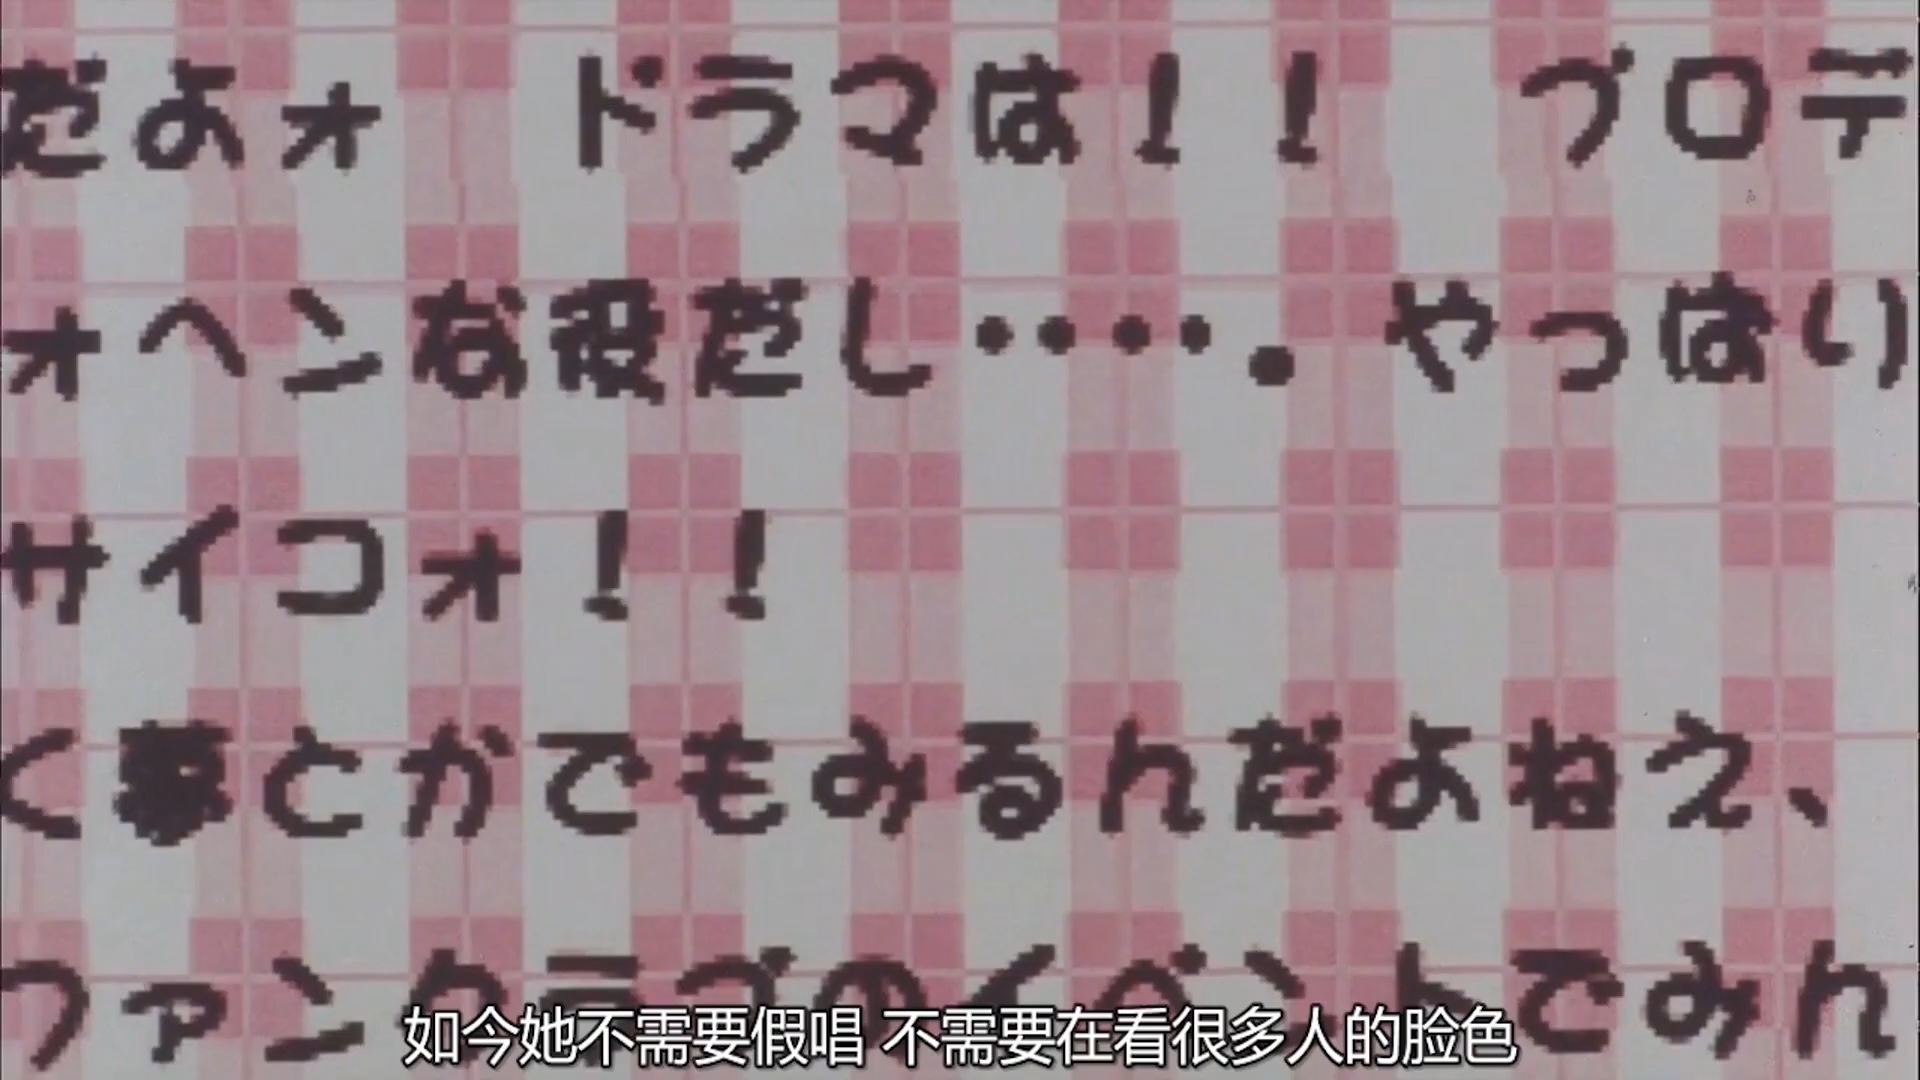 だよォ　ドラマは！！　プロデ
ォヘンな役だし・・・・．やっぱり
サイコォ！！
く夢とかでもみるんだよねえ、
ファンクラブのイベントでみん
如今她不需要假唱 不需要在看很多人的脸色